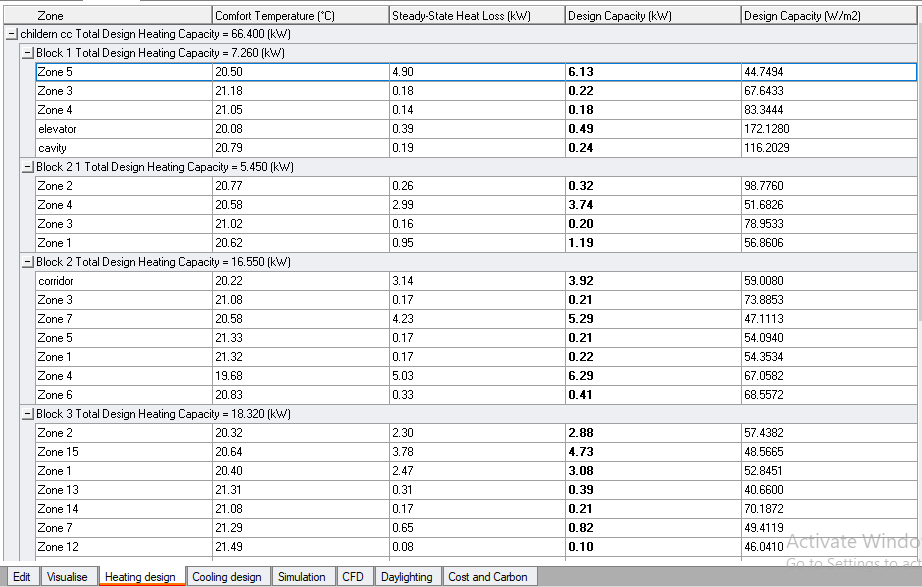 Zone Comfort Temperature (°C) Steady-State Heat Loss (kW) Design Capacity (kW) Design Capacity (W/m2)
childern cc Total Design Heating Capacity = 66.400 (kW)
Block 1 Total Design Heating Capacity = 7.260 (kW)
Zone 5 20.50 4.90 6.13 44.7494
Zone 3 21.18 0.18 0.22 67.6433
Zone 4 21.05 0.14 0.18 83.3444
elevator 20.08 0.39 0.49 172.1280
cavity 20.79 0.19 0.24 116.2029
Block 2 1 Total Design Heating Capacity = 5.450 (kW)
Zone 2 20.77 0.26 0.32 98.7760
Zone 4 20.58 2.99 3.74 51.6826
Zone 3 21.02 0.16 0.20 78.9533
Zone 1 20.62 0.95 1.19 56.8606
Block 2 Total Design Heating Capacity = 16.550 (kW)
corridor 20.22 3.14 3.92 59.0080
Zone 3 21.08 0.17 0.21 73.8853
Zone 7 20.58 4.23 5.29 47.1113
Zone 5 21.33 0.17 0.21 54.0940
Zone 1 21.32 0.17 0.22 54.3534
Zone 4 19.68 5.03 6.29 67.0582
Zone 6 20.83 0.33 0.41 68.5572
Block 3 Total Design Heating Capacity = 18.320 (kW)
Zone 2 20.32 2.30 2.88 57.4382
Zone 15 20.64 3.78 4.73 48.5665
Zone 1 20.40 2.47 3.08 52.8451
Zone 13 21.31 0.31 0.39 40.6600
Zone 14 21.08 0.17 0.21 70.1872
Zone 7 21.29 0.65 0.82 49.4119
Zone 12 21.49 0.08 0.10 46.0410
Activate Windo
Go to Settings to act
Edit Visualise Heating design Cooling design Simulation CFD Daylighting Cost and Carbon